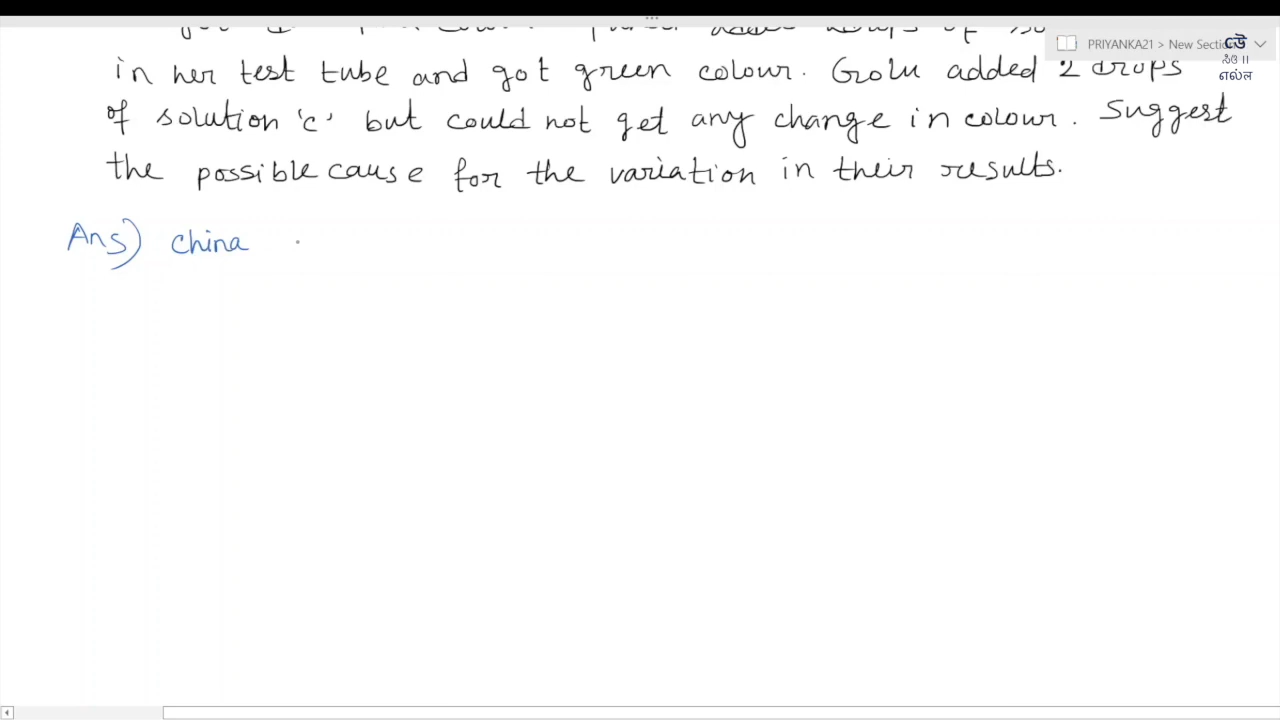 PRIYANKA21 > New Section
in her test tube and got green colour. Golu added 2 drops
of solution 'c' but could not get any change in colour. Suggest
the possible cause for the variation in their results.
Ans) china